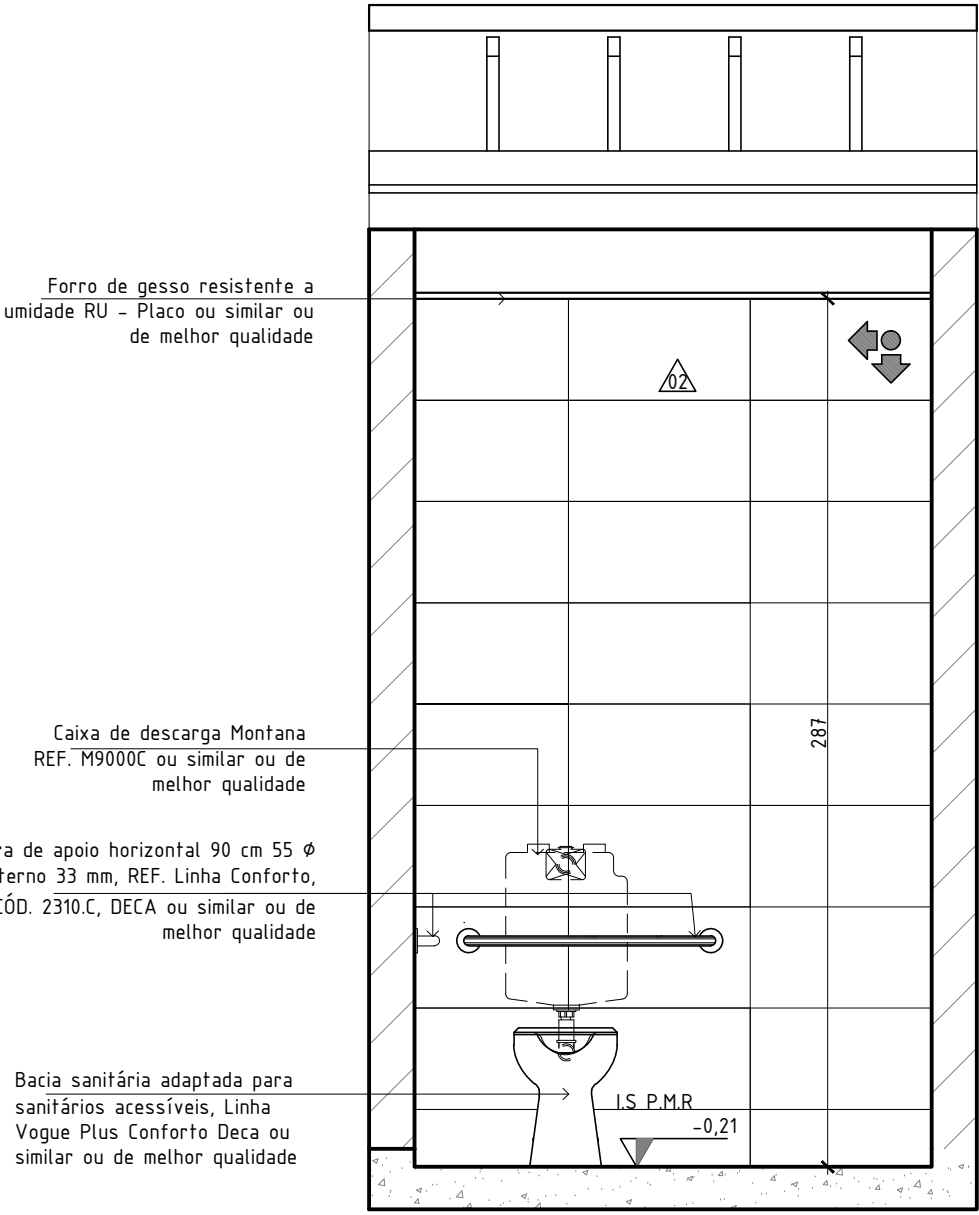 Forro de gesso resistente a
umidade RU - Placo ou similar ou
de melhor qualidade
02
287
Caixa de descarga Montana
REF. M9000C ou similar ou de
melhor qualidade
ra de apoio horizontal 90 cm 55 Ø
terno 33 mm, REF. Linha Conforto,
CÓD. 2310.C, DECA ou similar ou de
melhor qualidade
Bacia sanitária adaptada para
sanitários acessíveis, Linha
Vogue Plus Conforto Deca ou
similar ou de melhor qualidade
I.S P.M.R
-0,21